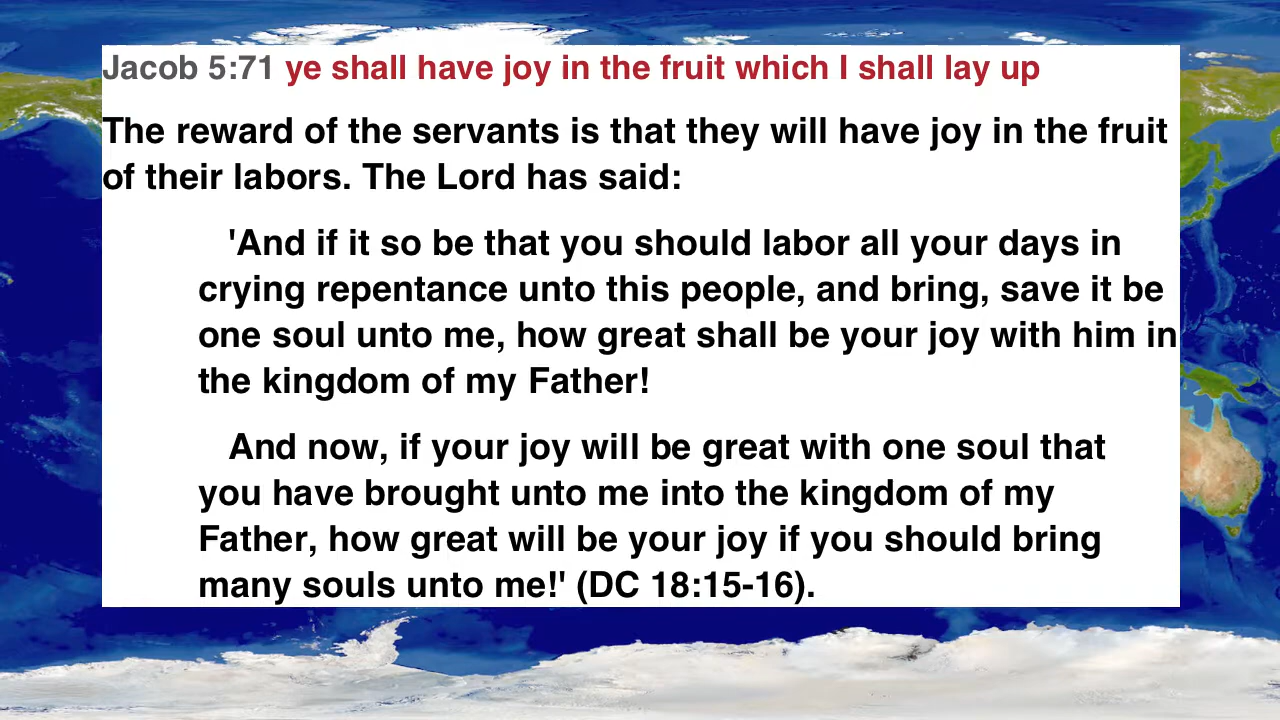 Jacob 5:71 ye shall have joy in the fruit which I shall lay up
The reward of the servants is that they will have joy in the fruit
of their labors. The Lord has said:
'And if it so be that you should labor all your days in
crying repentance unto this people, and bring, save it be
one soul unto me, how great shall be your joy with him in
the kingdom of my Father!
And now, if your joy will be great with one soul that
you have brought unto me into the kingdom of my
Father, how great will be your joy if you should bring
many souls unto me!' (DC 18:15-16).